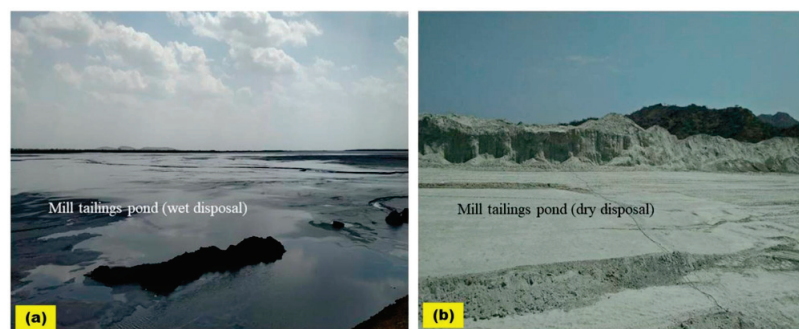 Mill tailings pond (wet disposal)
(a)
Mill tailings pond (dry disposal)
(b)